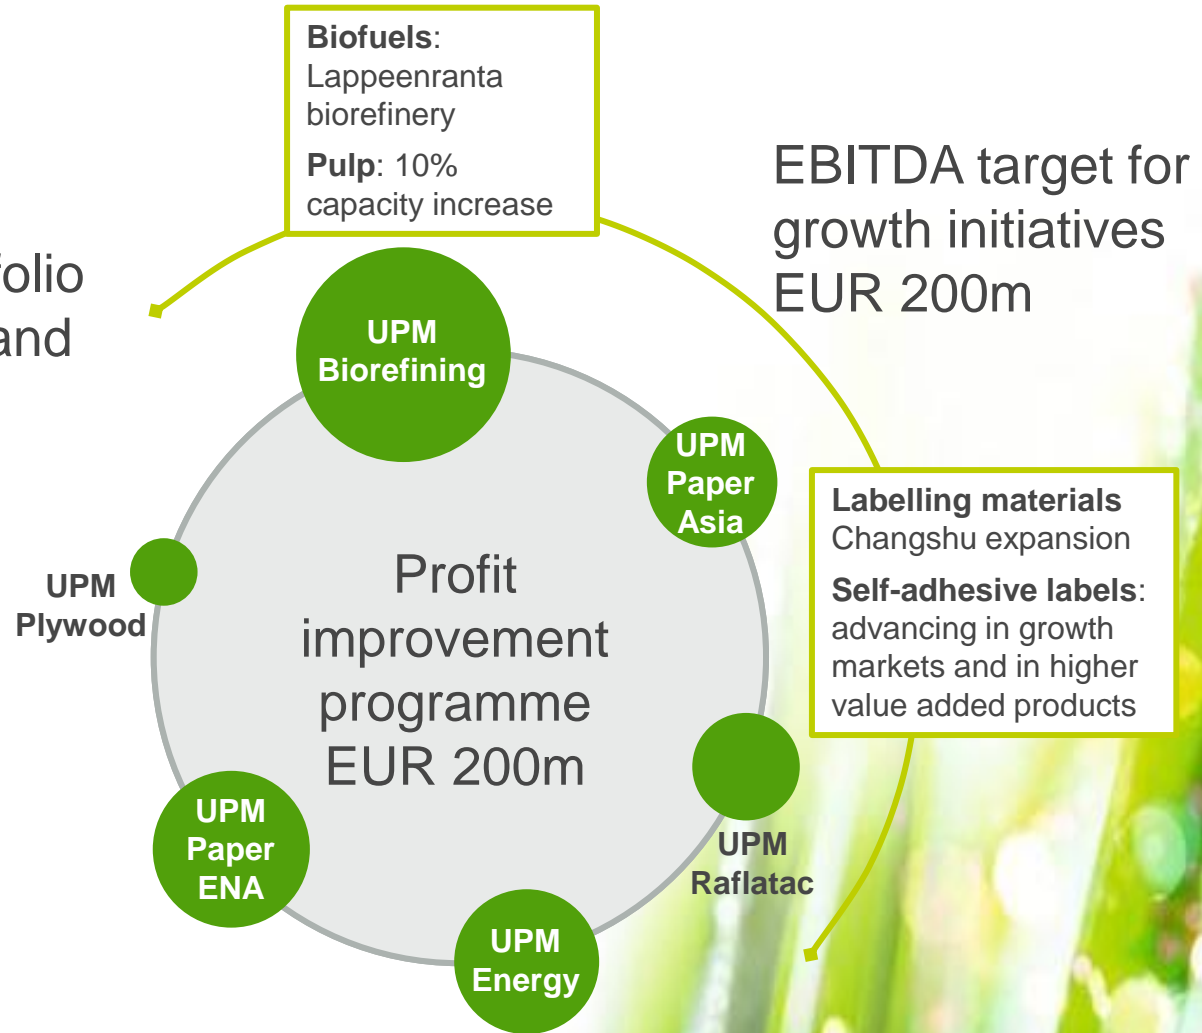 Biofuels:
Lappeenranta
biorefinery
Pulp: 10%
capacity increase
EBITDA target for
growth initiatives
EUR 200m
folio
and
UPM
Biorefining
UPM
Paper
Asia
Labelling materials
Changshu expansion
Self-adhesive labels:
advancing in growth
markets and in higher
value added products
UPM
Plywood
Profit
improvement
programme
EUR 200m
UPM
Paper
ENA
UPM
Raflatac
UPM
Energy